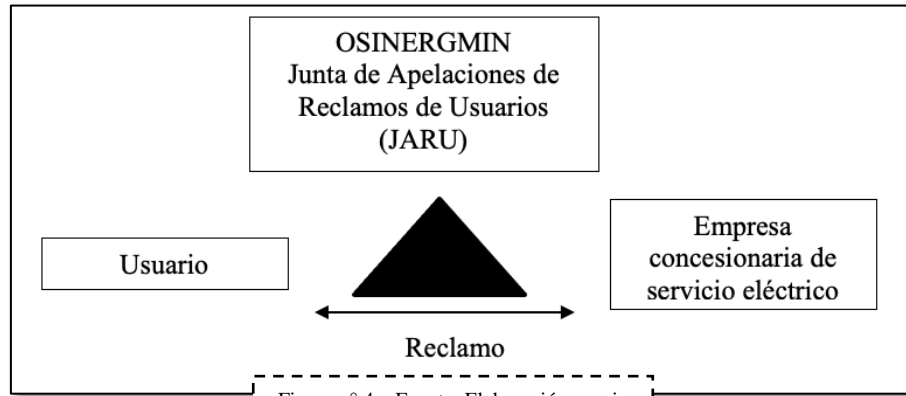 OSINERGMIN
Junta de Apelaciones de
Reclamos de Usuarios
(JARU)
Usuario
Empresa
concesionaria de
servicio eléctrico
Reclamo